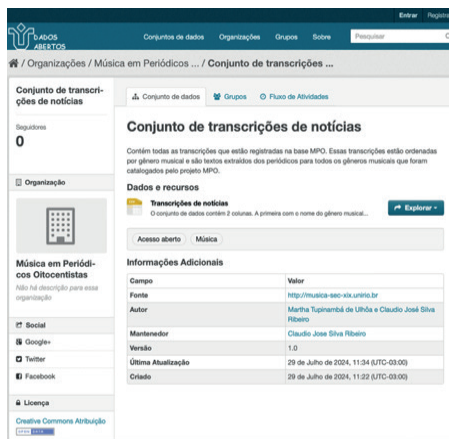 Entrar Registrar
DADOS
ABERTOS
Conjuntos de dados Organizações Grupos Sobre Pesquisar
/ Organizações / Música em Periódicos ... / Conjunto de transcrições ...
Conjunto de transcri-
ções de notícias
Seguidores
0
Organização
Música em Periódi-
cos Oitocentistas
Não há descrição para essa
organização
Social
Google+
Twitter
Facebook
Licença
Creative Commons Atribuição
Conjunto de dados Grupos Fluxo de Atividades
Conjunto de transcrições de notícias
Contém todas as transcrições que estão registradas na base MPO. Essas transcrições estão ordenadas
por gênero musical e são textos extraídos dos periódicos para todos os gêneros musicais que foram
catalogados pelo projeto MPO.
Dados e recursos
Transcrições de notícias
O conjunto de dados contém 2 colunas. A primeira com o nome do gênero musical...
Explorar
Acesso aberto Música
Informações Adicionais
Campo Valor
Fonte http://musica-sec-xix.unirio.br
Autor Martha Tupinambá de Ulhôa e Claudio José Silva
Ribeiro
Mantenedor Claudio Jose Silva Ribeiro
Versão 1.0
Última Atualização 29 de Julho de 2024, 11:34 (UTC-03:00)
Criado 29 de Julho de 2024, 11:22 (UTC-03:00)